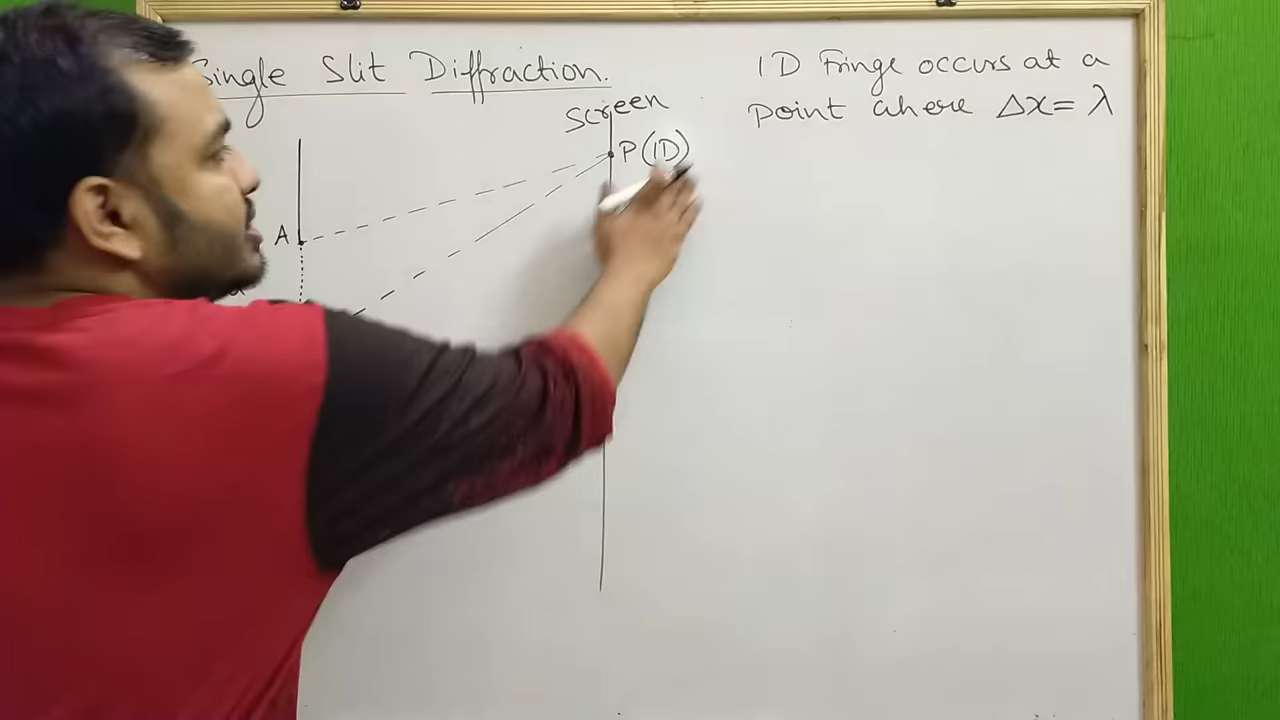 Single Slit Diffraction.
1D Fringe occurs at a
point where Δx = λ
Screen
P(1D)
A